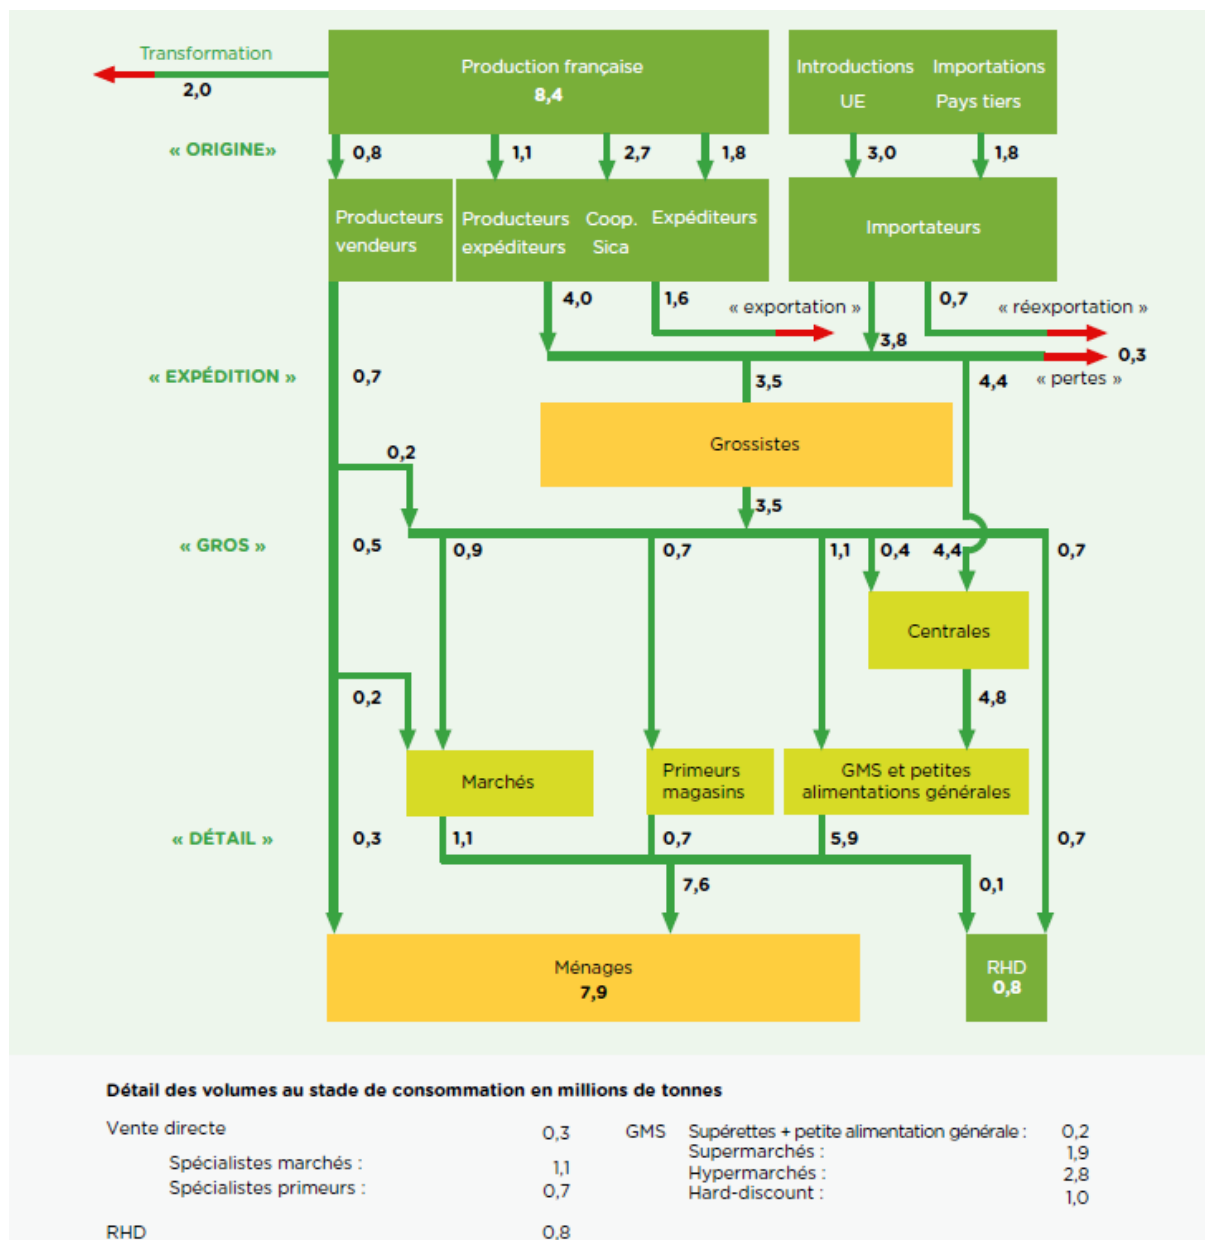 Transformation
2,0
Production française
8,4
Introductions Importations
UE Pays tiers
« ORIGINE»
0,8
1,1
2,7
1,8
3,0
1,8
Producteurs
vendeurs
Producteurs Coop. Expéditeurs
expéditeurs Sica
Importateurs
4,0
1,6
« exportation »
0,7
« réexportation »
3,8
0,3
« EXPÉDITION »
0,7
3,5
4,4
« pertes »
Grossistes
0,2
3,5
« GROS »
0,5
0,9
0,7
1,1
0,4
4,4
0,7
Centrales
0,2
4,8
Marchés
Primeurs
magasins
GMS et petites
alimentations générales
« DÉTAIL »
0,3
1,1
0,7
5,9
0,7
7,6
0,1
Ménages
7,9
RHD
0,8
Détail des volumes au stade de consommation en millions de tonnes
Vente directe 0,3
Spécialistes marchés : 1,1
Spécialistes primeurs : 0,7
RHD 0,8
GMS Supérettes + petite alimentation générale : 0,2
Supermarchés : 1,9
Hypermarchés : 2,8
Hard-discount : 1,0